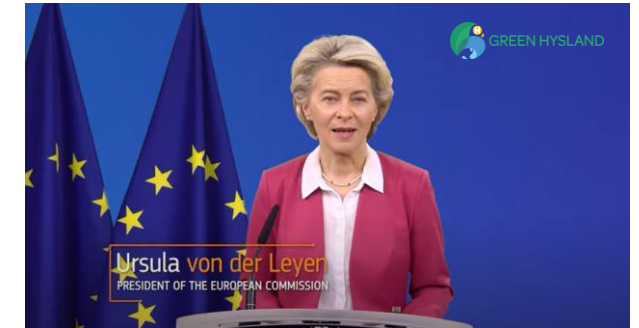 GREEN HYSLAND
Ursula von der Leyen
PRESIDENT OF THE EUROPEAN COMMISSION